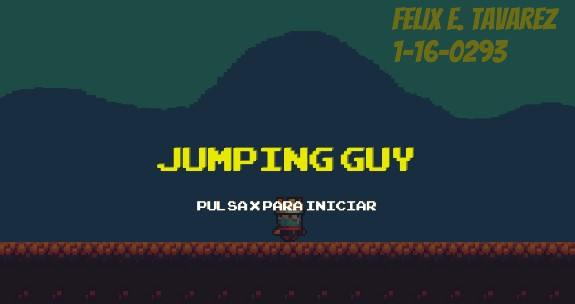 FELIX E. TAVAREZ
1-16-0293
JUMPING GUY
PULSA X PARA INICIAR